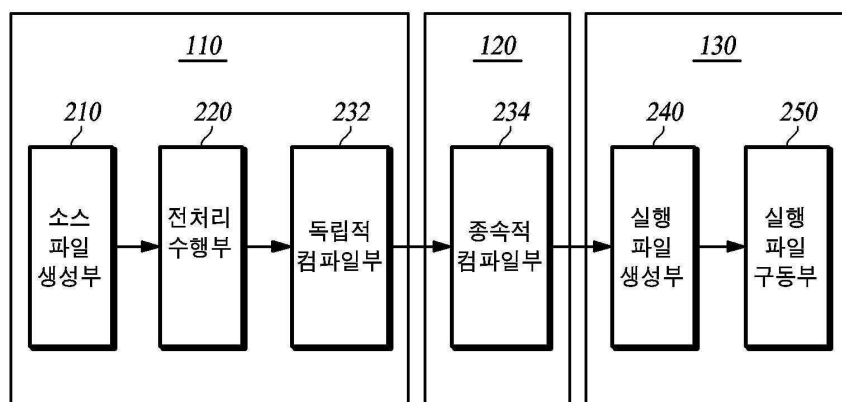 110
120
130
210
220
232
234
240
250
소스
파일
생성부
전처리
수행부
독립적
컴파일부
종속적
컴파일부
실행
파일
생성부
실행
파일
구동부